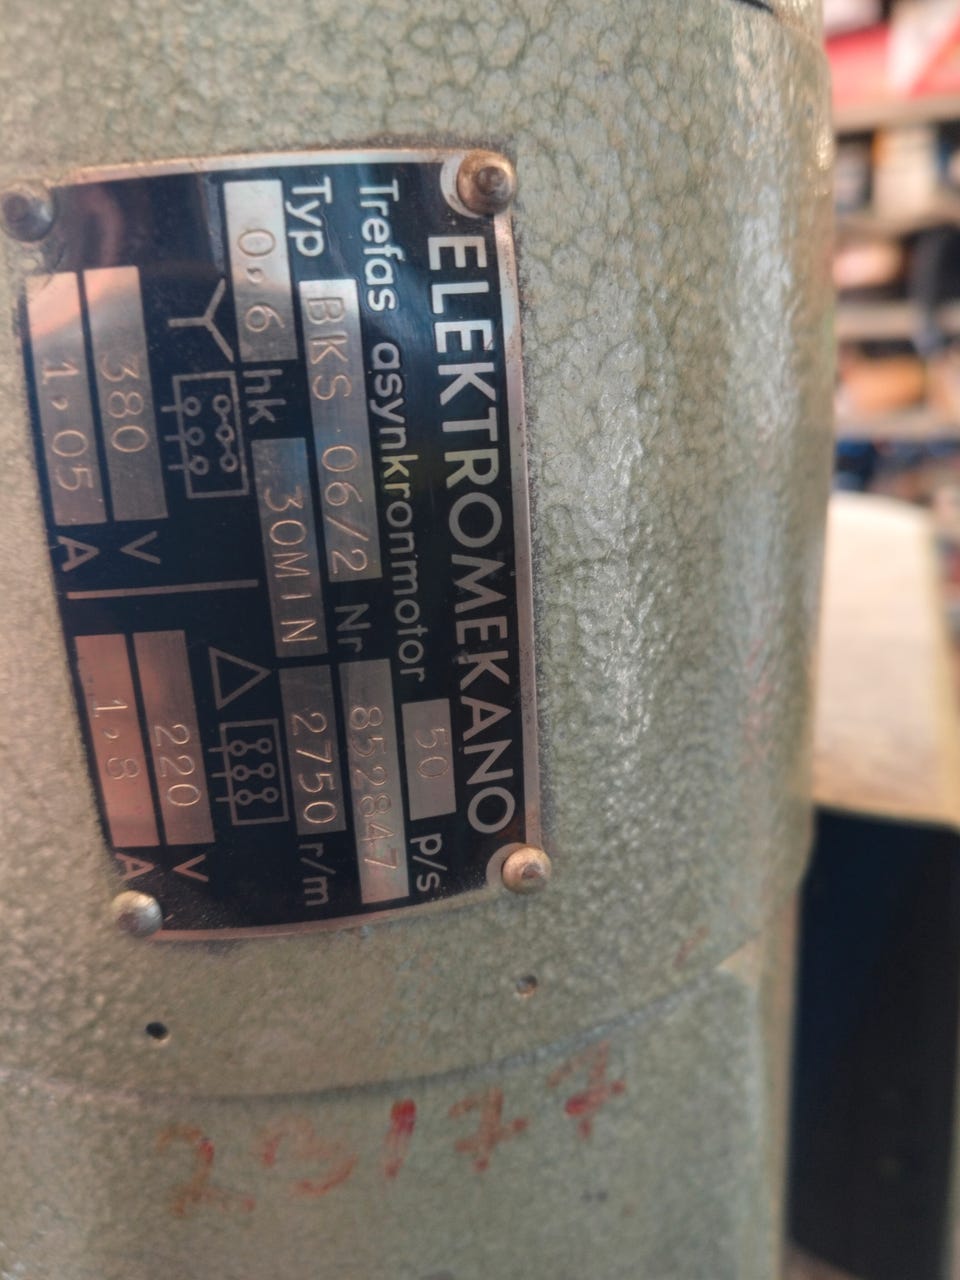 ELEKTROMEKANO
Trefas asynkronmotor 50 p/s
Typ BKS 06/2 Nr 852847
0,6 hk 30MIN 2750 r/m
380 V 220 V
1,05 A 1,8 A